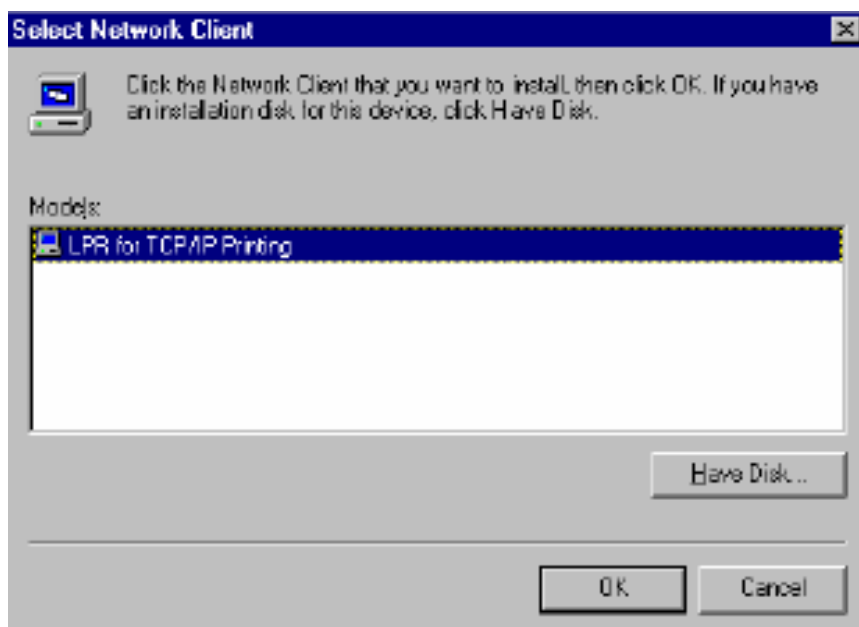 Select Network Client
Click the Network Client that you want to install, then click OK. If you have
an installation disk for this device, click Have Disk.
Models:
LPR for TCP/IP Printing
Have Disk...
OK
Cancel